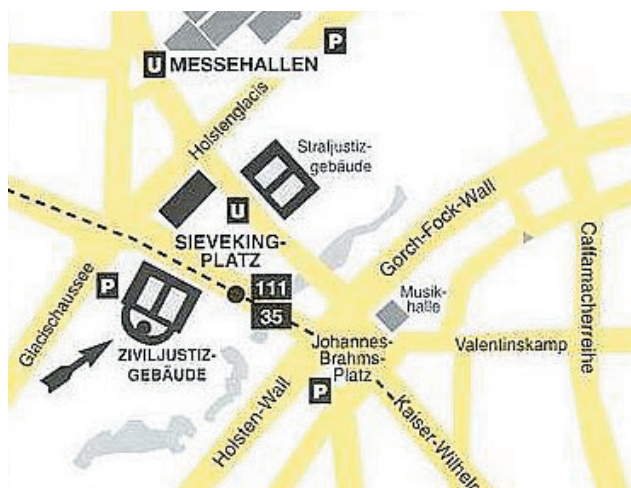 P
U MESSEHALLEN
Holstenglacis
Straljustiz-
gebäude
U
SIEVEKING-
PLATZ
Gorch-Fock-Wall
Caffamacherreihe
Glacischaussee
P
111
35
Musik-
halle
ZIVILJUSTIZ-
GEBÄUDE
Johannes-
Brahms-
Platz
Valentinskamp
P
Holsten-Wall
Kaiser-Wilhelm